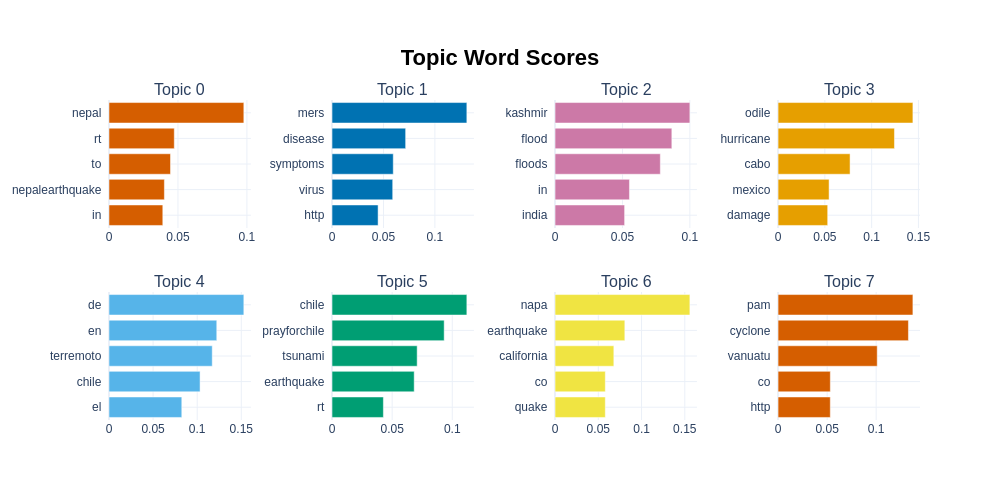 Topic Word Scores
Topic 0
nepal
rt
to
nepalearthquake
in
0 0.05 0.1
Topic 1
mers
disease
symptoms
virus
http
0 0.05 0.1
Topic 2
kashmir
flood
floods
in
india
0 0.05 0.1
Topic 3
odile
hurricane
cabo
mexico
damage
0 0.05 0.1 0.15
Topic 4
de
en
terremoto
chile
el
0 0.05 0.1 0.15
Topic 5
chile
prayforchile
tsunami
earthquake
rt
0 0.05 0.1
Topic 6
napa
earthquake
california
co
quake
0 0.05 0.1 0.15
Topic 7
pam
cyclone
vanuatu
co
http
0 0.05 0.1